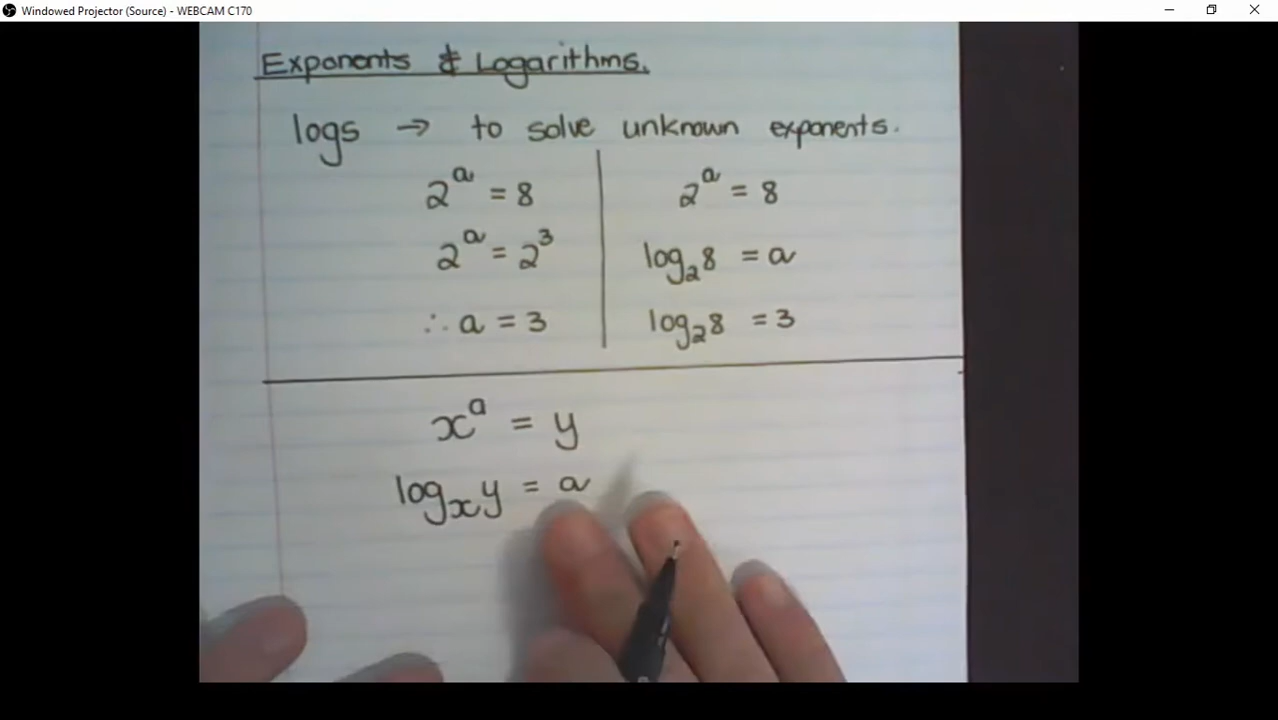 Windowed Projector (Source) - WEBCAM C170
Exponents & Logarithms.
logs → to solve unknown exponents.
2^a = 8
2^a = 2^3
∴ a = 3
2^a = 8
log₂8 = a
log₂8 = 3
x^a = y
logₓy = a